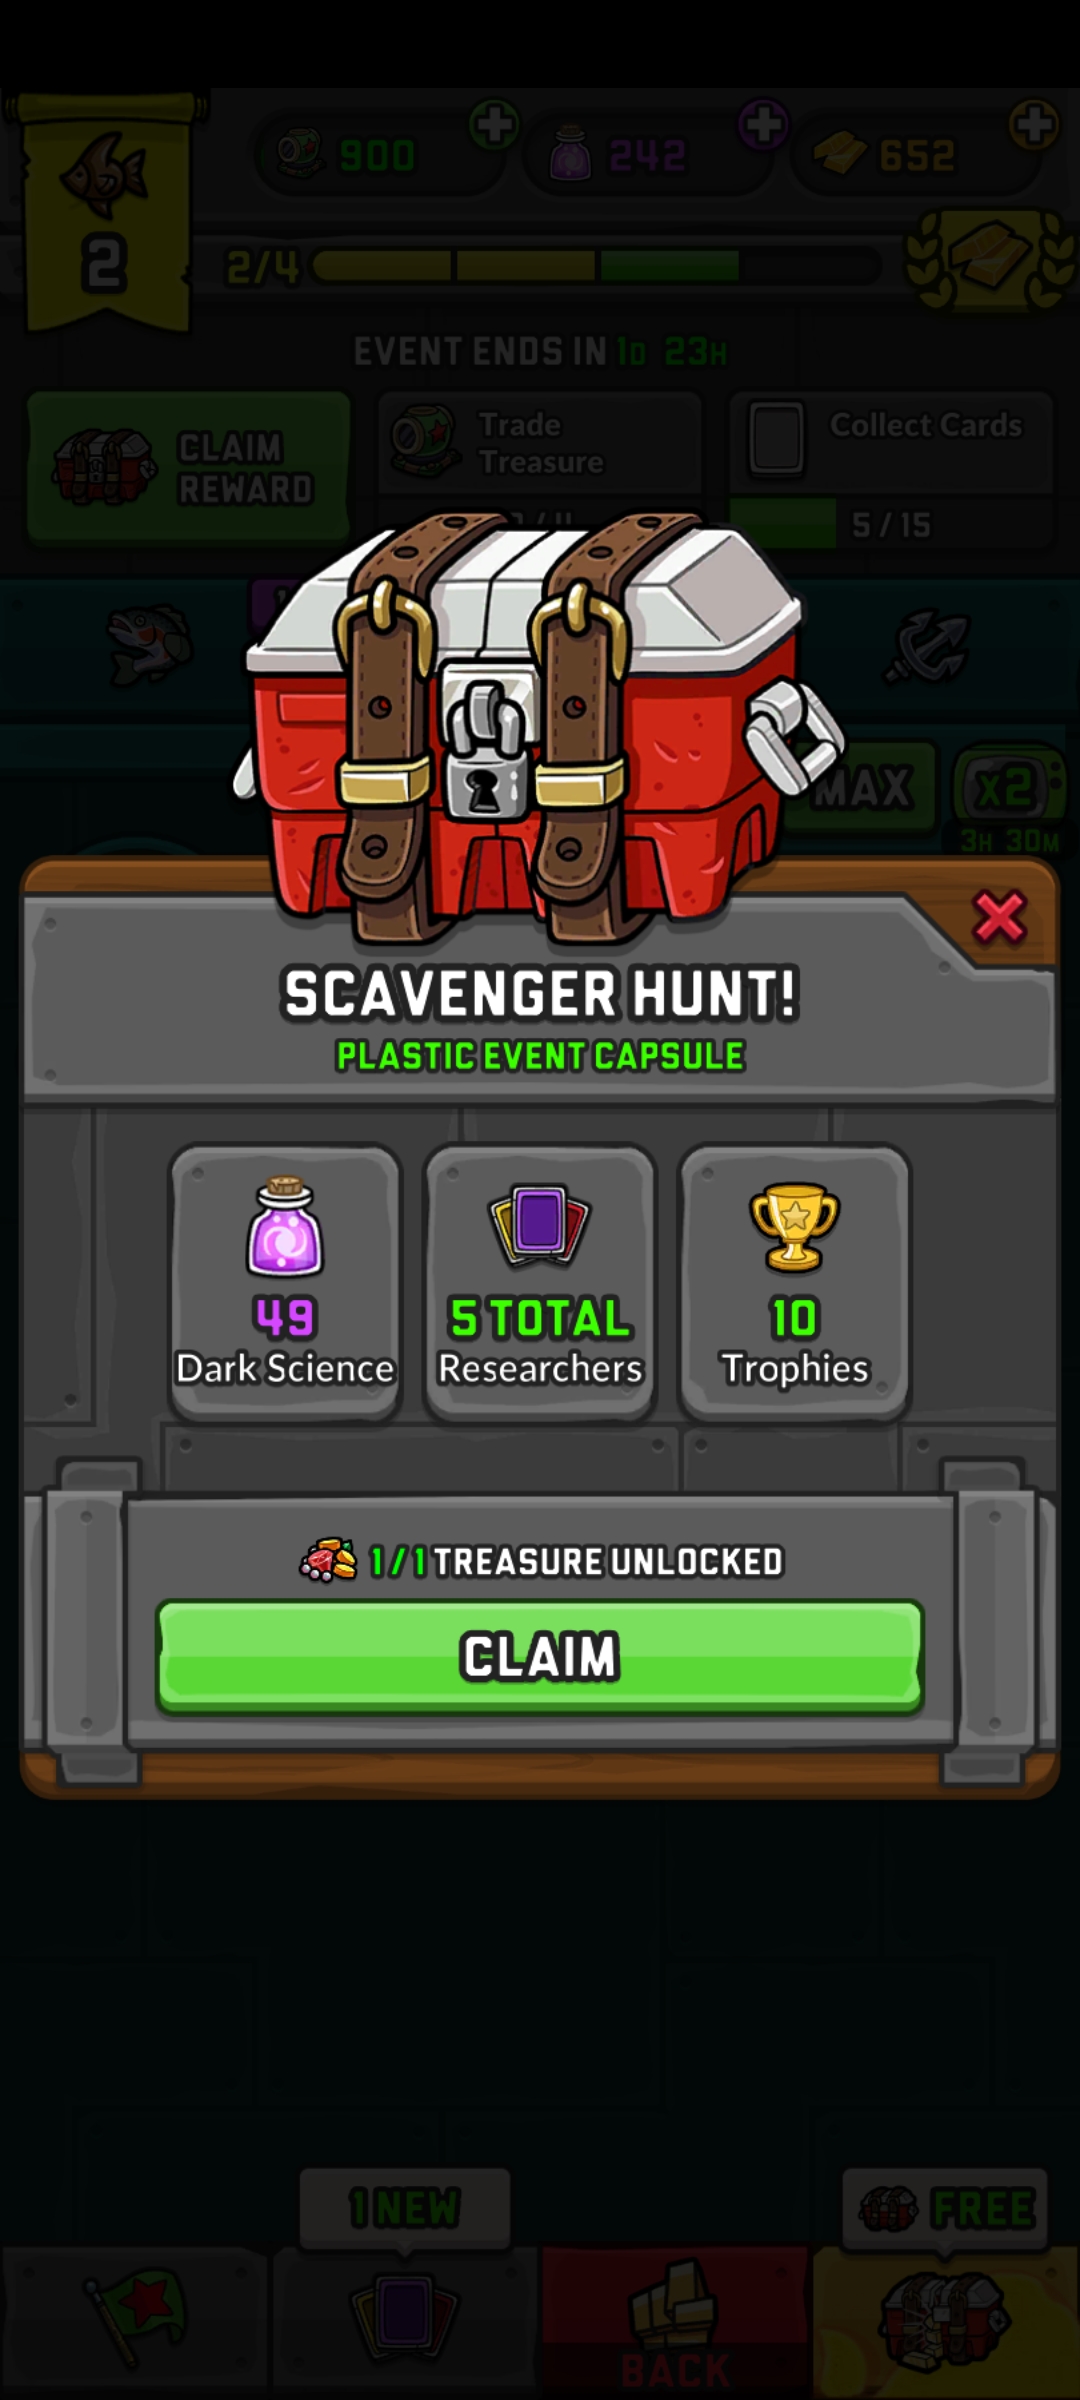 900
242
652
2
2/4
EVENT ENDS IN 1D 23H
CLAIM
REWARD
Trade
Treasure
Collect Cards
5 / 15
MAX
x2
3H 30M
SCAVENGER HUNT!
PLASTIC EVENT CAPSULE
49
Dark Science
5 TOTAL
Researchers
10
Trophies
1/1 TREASURE UNLOCKED
CLAIM
1 NEW
FREE
BACK